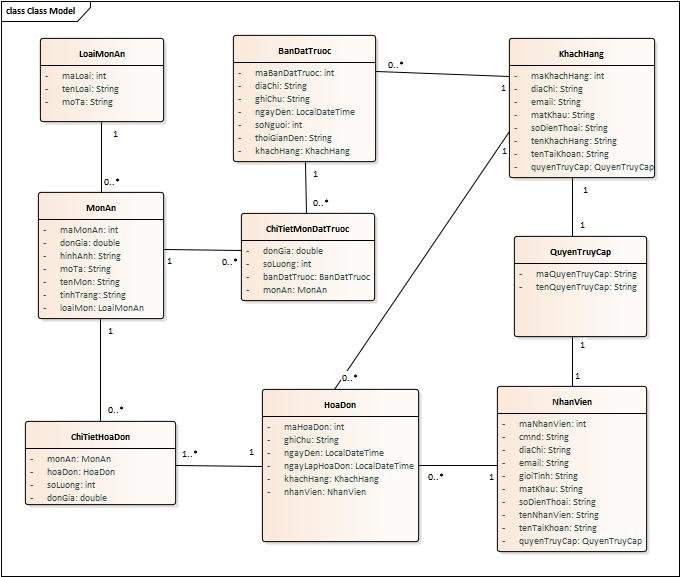 class Class Model
LoaiMonAn
- maLoai: int
- tenLoai: String
- moTa: String
BanDatTruoc
- maBanDatTruoc: int
- diaChi: String
- ghiChu: String
- ngayDen: LocalDateTime
- soNguoi: int
- thoiGianDen: String
- khachHang: KhachHang
KhachHang
- maKhachHang: int
- diaChi: String
- email: String
- matKhau: String
- soDienThoai: String
- tenKhachHang: String
- tenTaiKhoan: String
- quyenTruyCap: QuyenTruyCap
0..*
1
1
1
0..*
1
0..*
1
1
MonAn
- maMonAn: int
- donGia: double
- hinhAnh: String
- moTa: String
- tenMon: String
- tinhTrang: String
- loaiMon: LoaiMonAn
ChiTietMonDatTruoc
- donGia: double
- soLuong: int
- banDatTruoc: BanDatTruoc
- monAn: MonAn
QuyenTruyCap
- maQuyenTruyCap: String
- tenQuyenTruyCap: String
1
0..*
1
0..*
1
1
0..*
ChiTietHoaDon
- monAn: MonAn
- hoaDon: HoaDon
- soLuong: int
- donGia: double
HoaDon
- maHoaDon: int
- ghiChu: String
- ngayDen: LocalDateTime
- ngayLapHoaDon: LocalDateTime
- khachHang: KhachHang
- nhanVien: NhanVien
NhanVien
- maNhanVien: int
- cmnd: String
- diaChi: String
- email: String
- gioiTinh: String
- matKhau: String
- soDienThoai: String
- tenNhanVien: String
- tenTaiKhoan: String
- quyenTruyCap: QuyenTruyCap
1..*
1
0..*
1